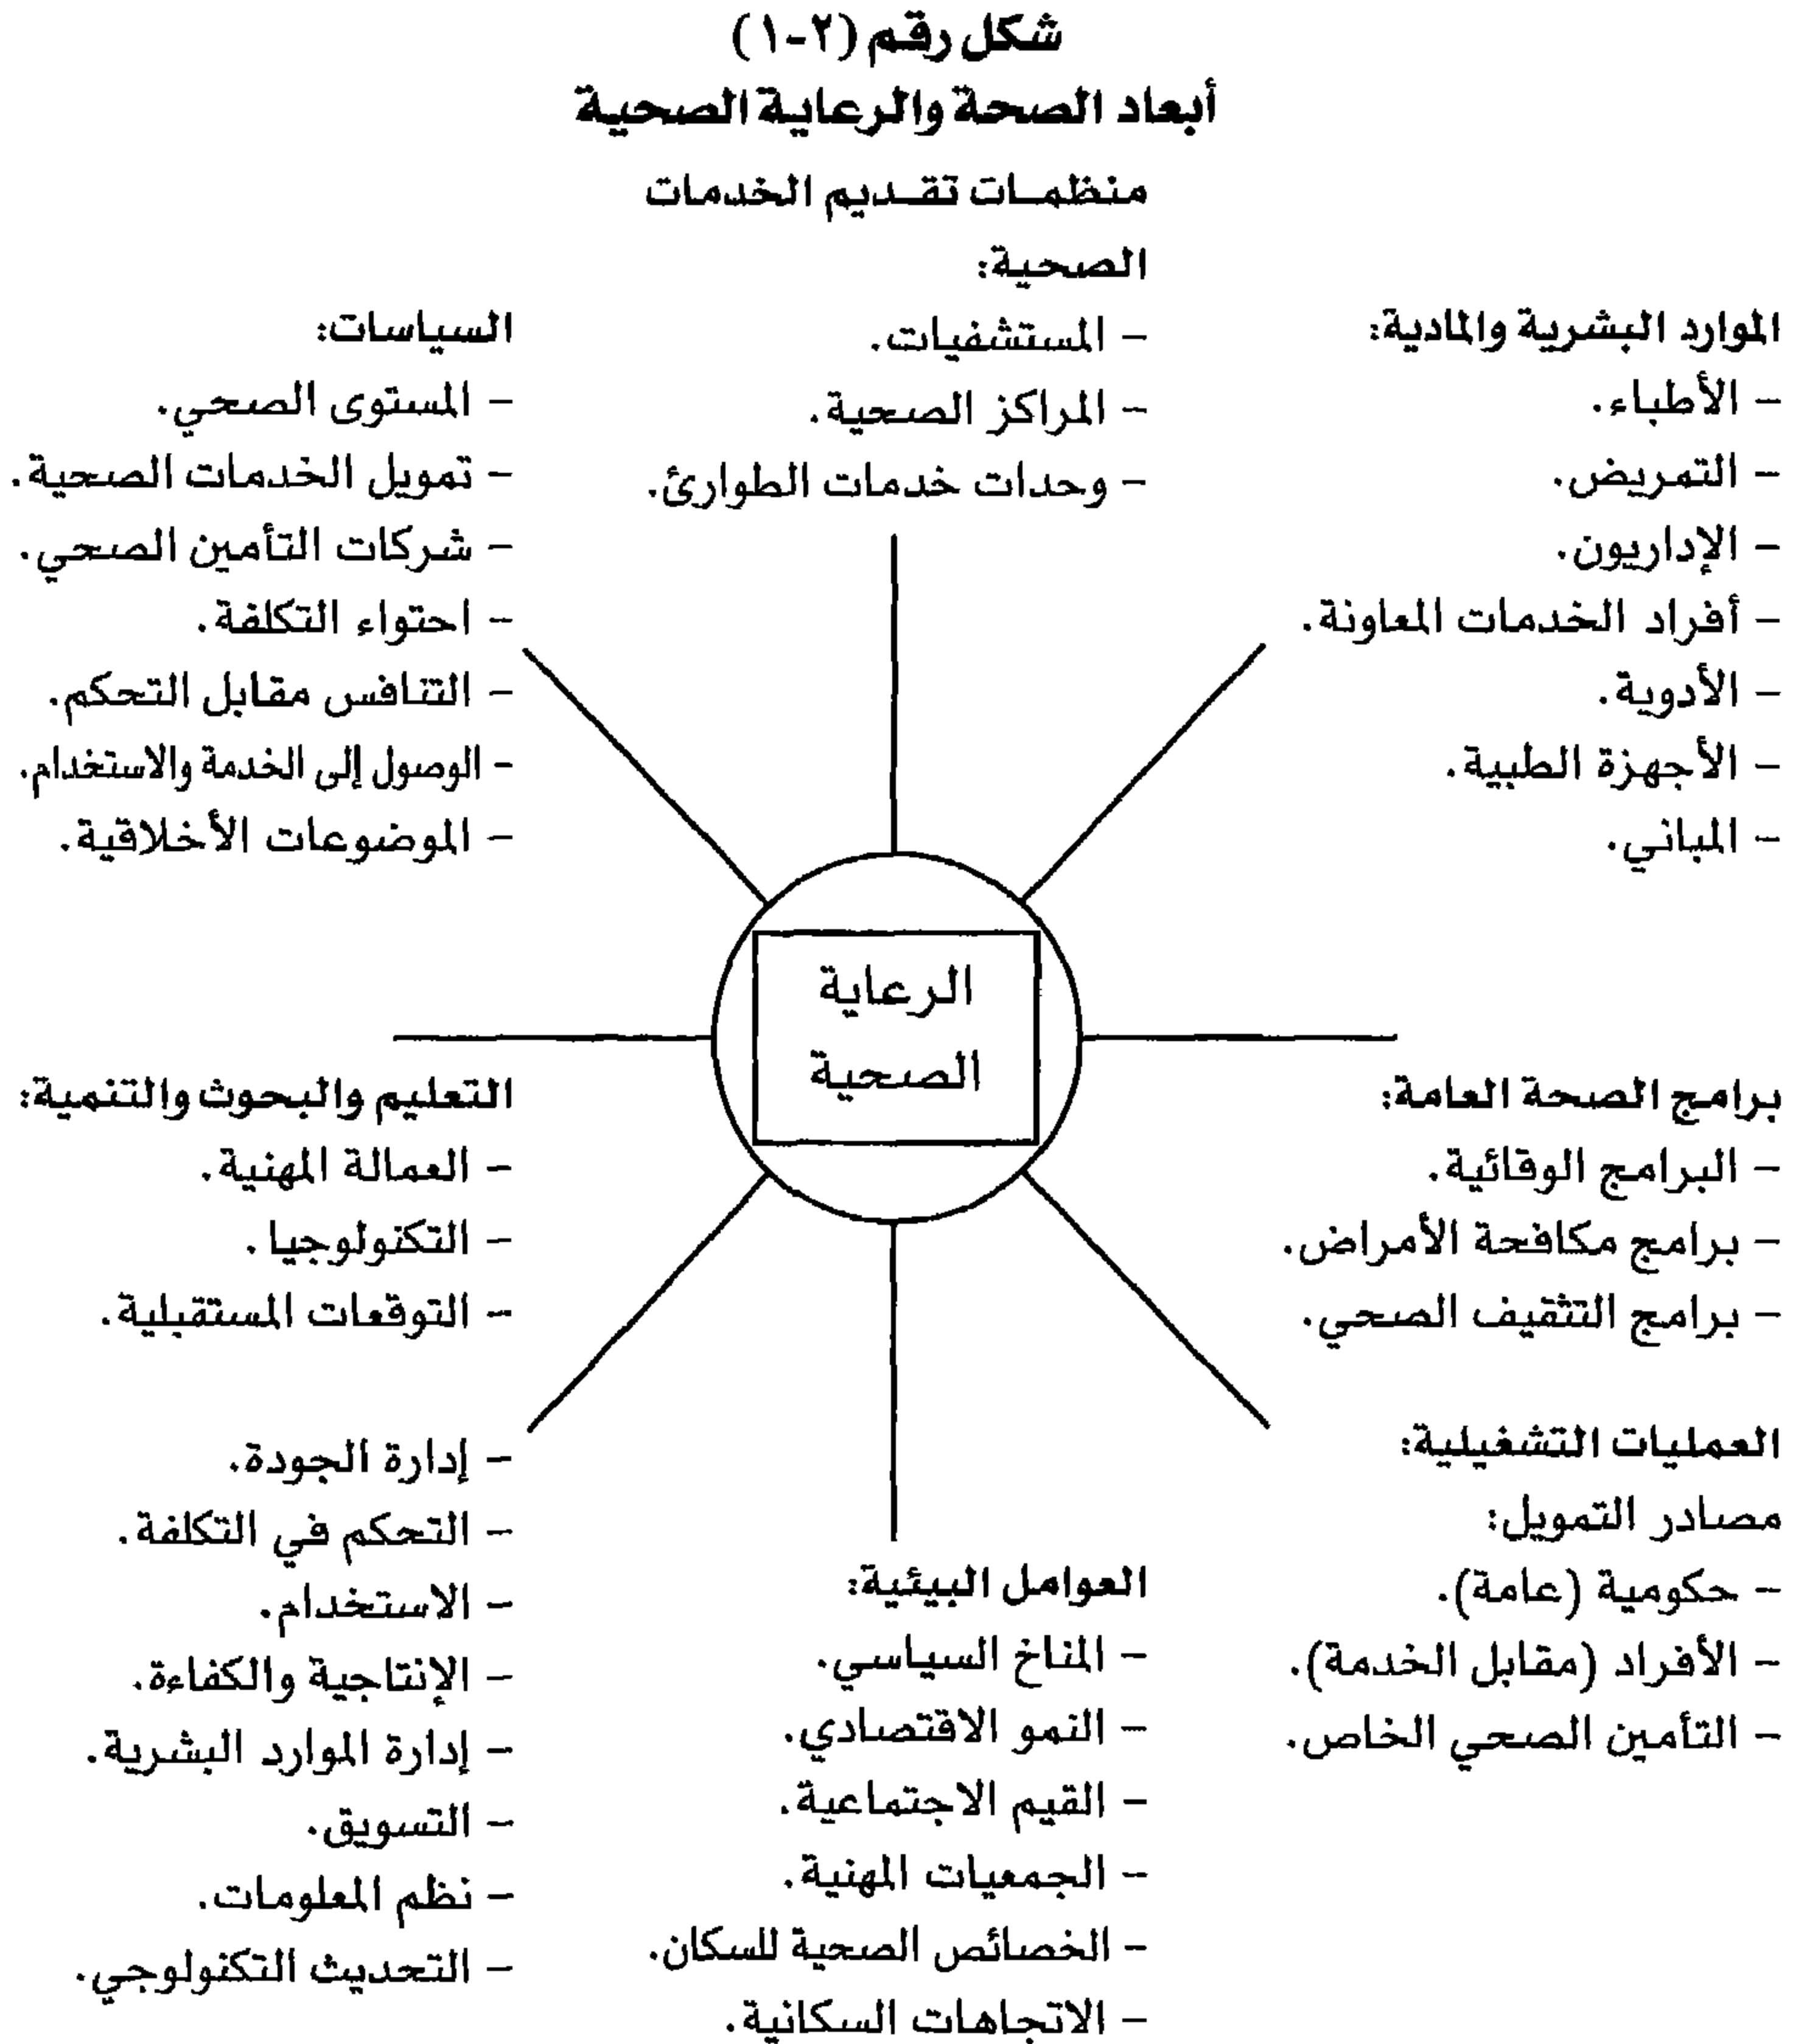 شكل رقم (٢-١)
أبعاد الصحة والرعاية الصحية
منظمات تقديم الخدمات
الصحية:
- المستشفيات.
- المراكز الصحية.
- وحدات خدمات الطوارئ.
الموارد البشرية والمادية:
- الأطباء.
- التمريض.
- الإداريون.
- أفراد الخدمات المعاونة.
- الأدوية.
- الأجهزة الطبية.
- المباني.
السياسات:
- المستوى الصحي.
- تمويل الخدمات الصحية.
- شركات التأمين الصحي.
- احتواء التكلفة.
- التنافس مقابل التحكم.
- الوصول إلى الخدمة والاستخدام.
- الموضوعات الأخلاقية.
الرعاية
الصحية
برامج الصحة العامة:
- البرامج الوقائية.
- برامج مكافحة الأمراض.
- برامج التثقيف الصحي.
التعليم والبحوث والتنمية:
- العمالة المهنية.
- التكنولوجيا.
- التوقعات المستقبلية.
العمليات التشغيلية:
مصادر التمويل:
- حكومية (عامة).
- الأفراد (مقابل الخدمة).
- التأمين الصحي الخاص.
العوامل البيئية:
- المناخ السياسي.
- النمو الاقتصادي.
- القيم الاجتماعية.
- الجمعيات المهنية.
- الخصائص الصحية للسكان.
- الاتجاهات السكانية.
- إدارة الجودة.
- التحكم في التكلفة.
- الاستخدام.
- الإنتاجية والكفاءة.
- إدارة الموارد البشرية.
- التسويق.
- نظم المعلومات.
- التحديث التكنولوجي.